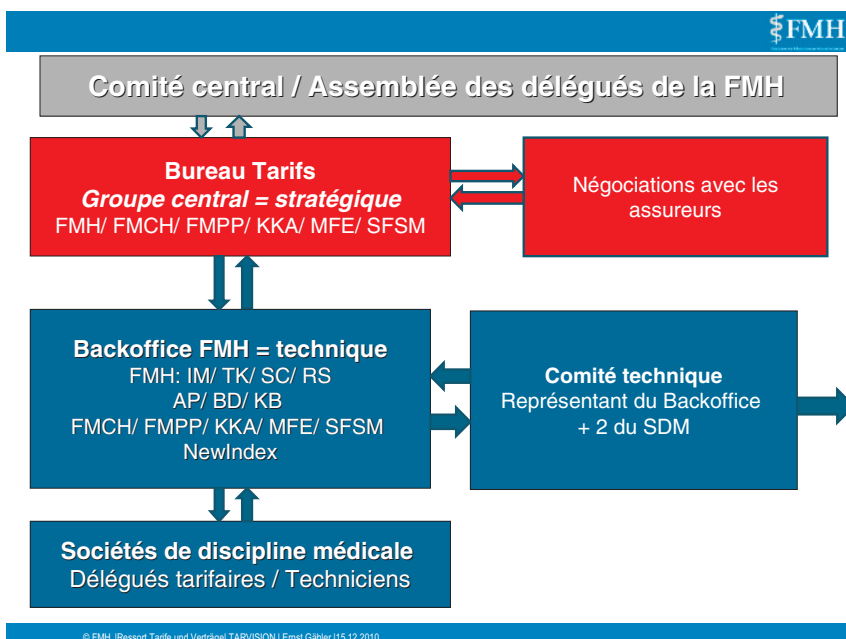 FMH
Comité central / Assemblée des délégués de la FMH
Bureau Tarifs
Groupe central = stratégique
FMH/ FMCH/ FMPP/ KKA/ MFE/ SFSM
Négociations avec les
assureurs
Backoffice FMH = technique
FMH: IM/ TK/ SC/ RS
AP/ BD/ KB
FMCH/ FMPP/ KKA/ MFE/ SFSM
NewIndex
Comité technique
Représentant du Backoffice
+ 2 du SDM
Sociétés de discipline médicale
Délégués tarifaires / Techniciens
© FMH |Ressort Tarife und Verträge| TARVISION | Ernst Gähler |15.12.2010